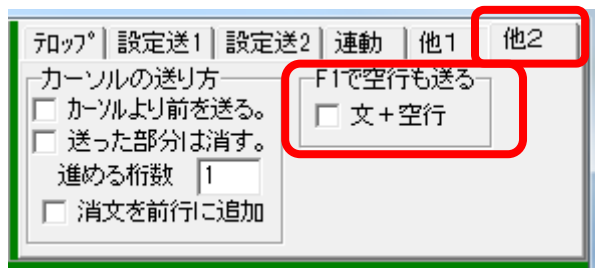 ﾃﾛｯﾌﾟ 設定送1 設定送2 連動 他1 他2
カーソルの送り方
ｶｰｿﾙより前を送る。
送った部分は消す。
進める桁数 1
消文を前行に追加
F1で空行も送る
文+空行